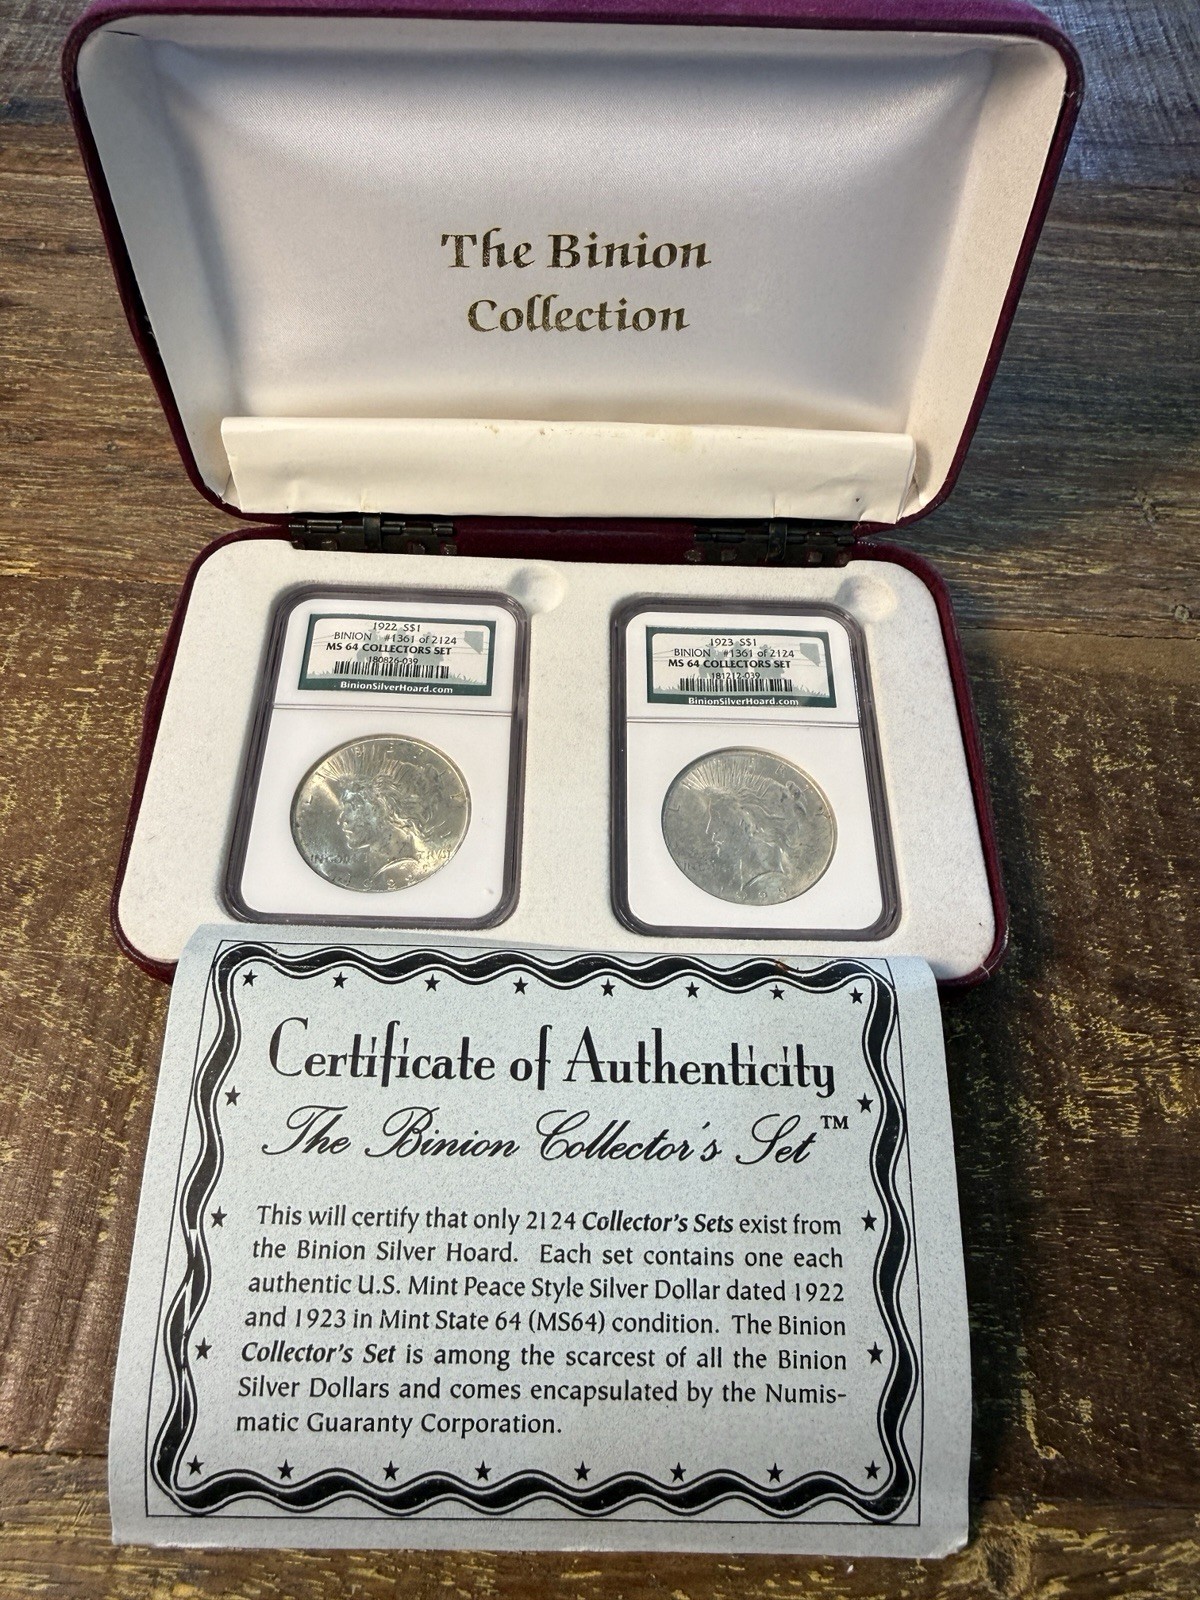 The Binion
Collection
1922 S$1
BINION #1361 of 2124
MS 64 COLLECTORS SET
180826-039
BinionSilverHoard.com
1923 S$1
BINION #1361 of 2124
MS 64 COLLECTORS SET
181212-039
BinionSilverHoard.com
Certificate of Authenticity
The Binion Collector's Set™
This will certify that only 2124 Collector's Sets exist from
the Binion Silver Hoard. Each set contains one each
authentic U.S. Mint Peace Style Silver Dollar dated 1922
and 1923 in Mint State 64 (MS64) condition. The Binion
Collector's Set is among the scarcest of all the Binion
Silver Dollars and comes encapsulated by the Numis-
matic Guaranty Corporation.